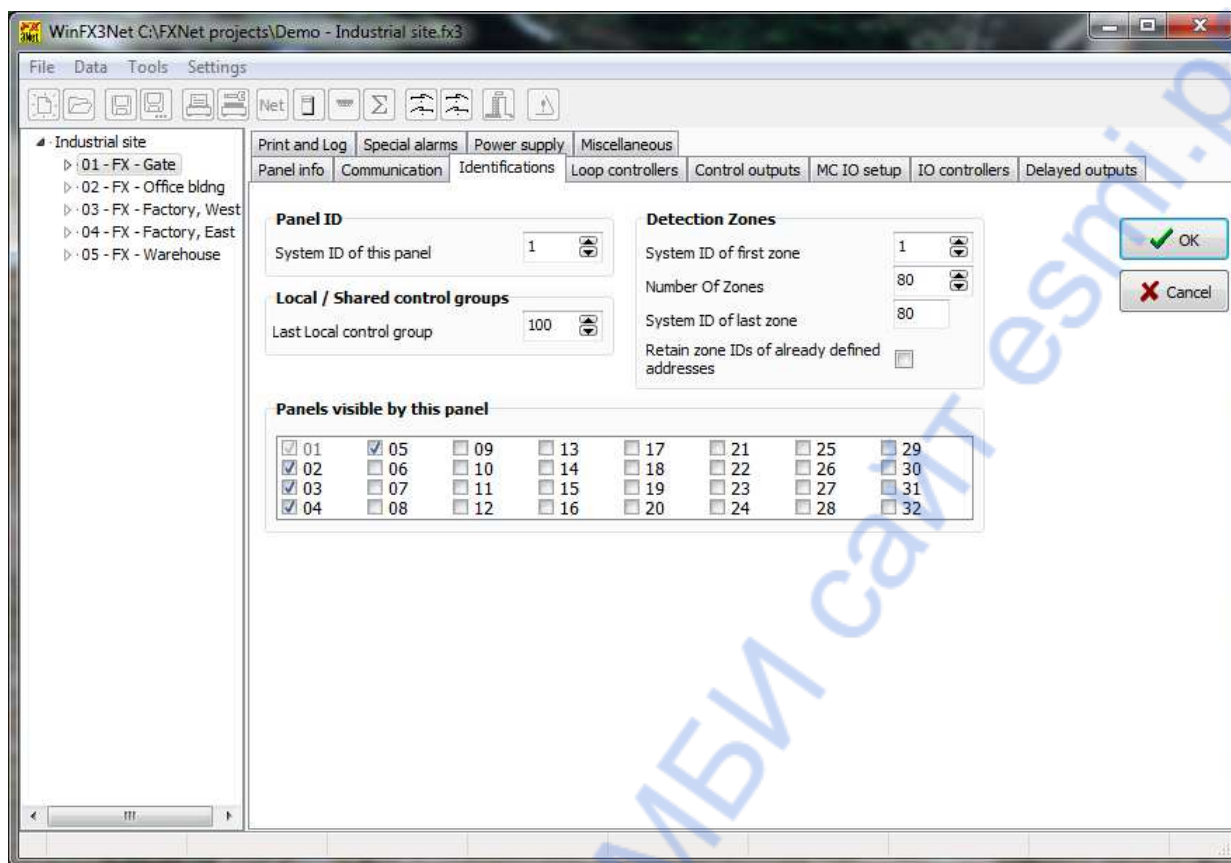 WinFX3Net C:\FXNet projects\Demo - Industrial site.fx3
File Data Tools Settings
Net
Industrial site
01 - FX - Gate
02 - FX - Office bldng
03 - FX - Factory, West
04 - FX - Factory, East
05 - FX - Warehouse
Print and Log Special alarms Power supply Miscellaneous
Panel info Communication Identifications Loop controllers Control outputs MC IO setup IO controllers Delayed outputs
Panel ID
System ID of this panel 1
Local / Shared control groups
Last Local control group 100
Detection Zones
System ID of first zone 1
Number Of Zones 80
System ID of last zone 80
Retain zone IDs of already defined
addresses
OK
Cancel
Panels visible by this panel
01 05 09 13 17 21 25 29
02 06 10 14 18 22 26 30
03 07 11 15 19 23 27 31
04 08 12 16 20 24 28 32
МБИ сайт esmi.p